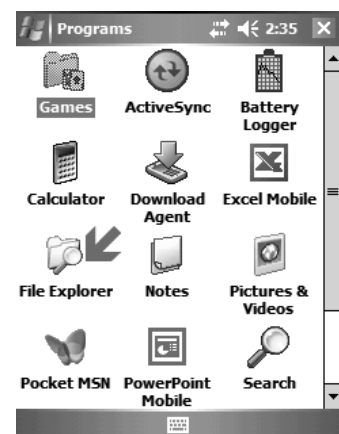 Programs 2:35
Games ActiveSync Battery Logger
Calculator Download Agent Excel Mobile
File Explorer Notes Pictures & Videos
Pocket MSN PowerPoint Mobile Search